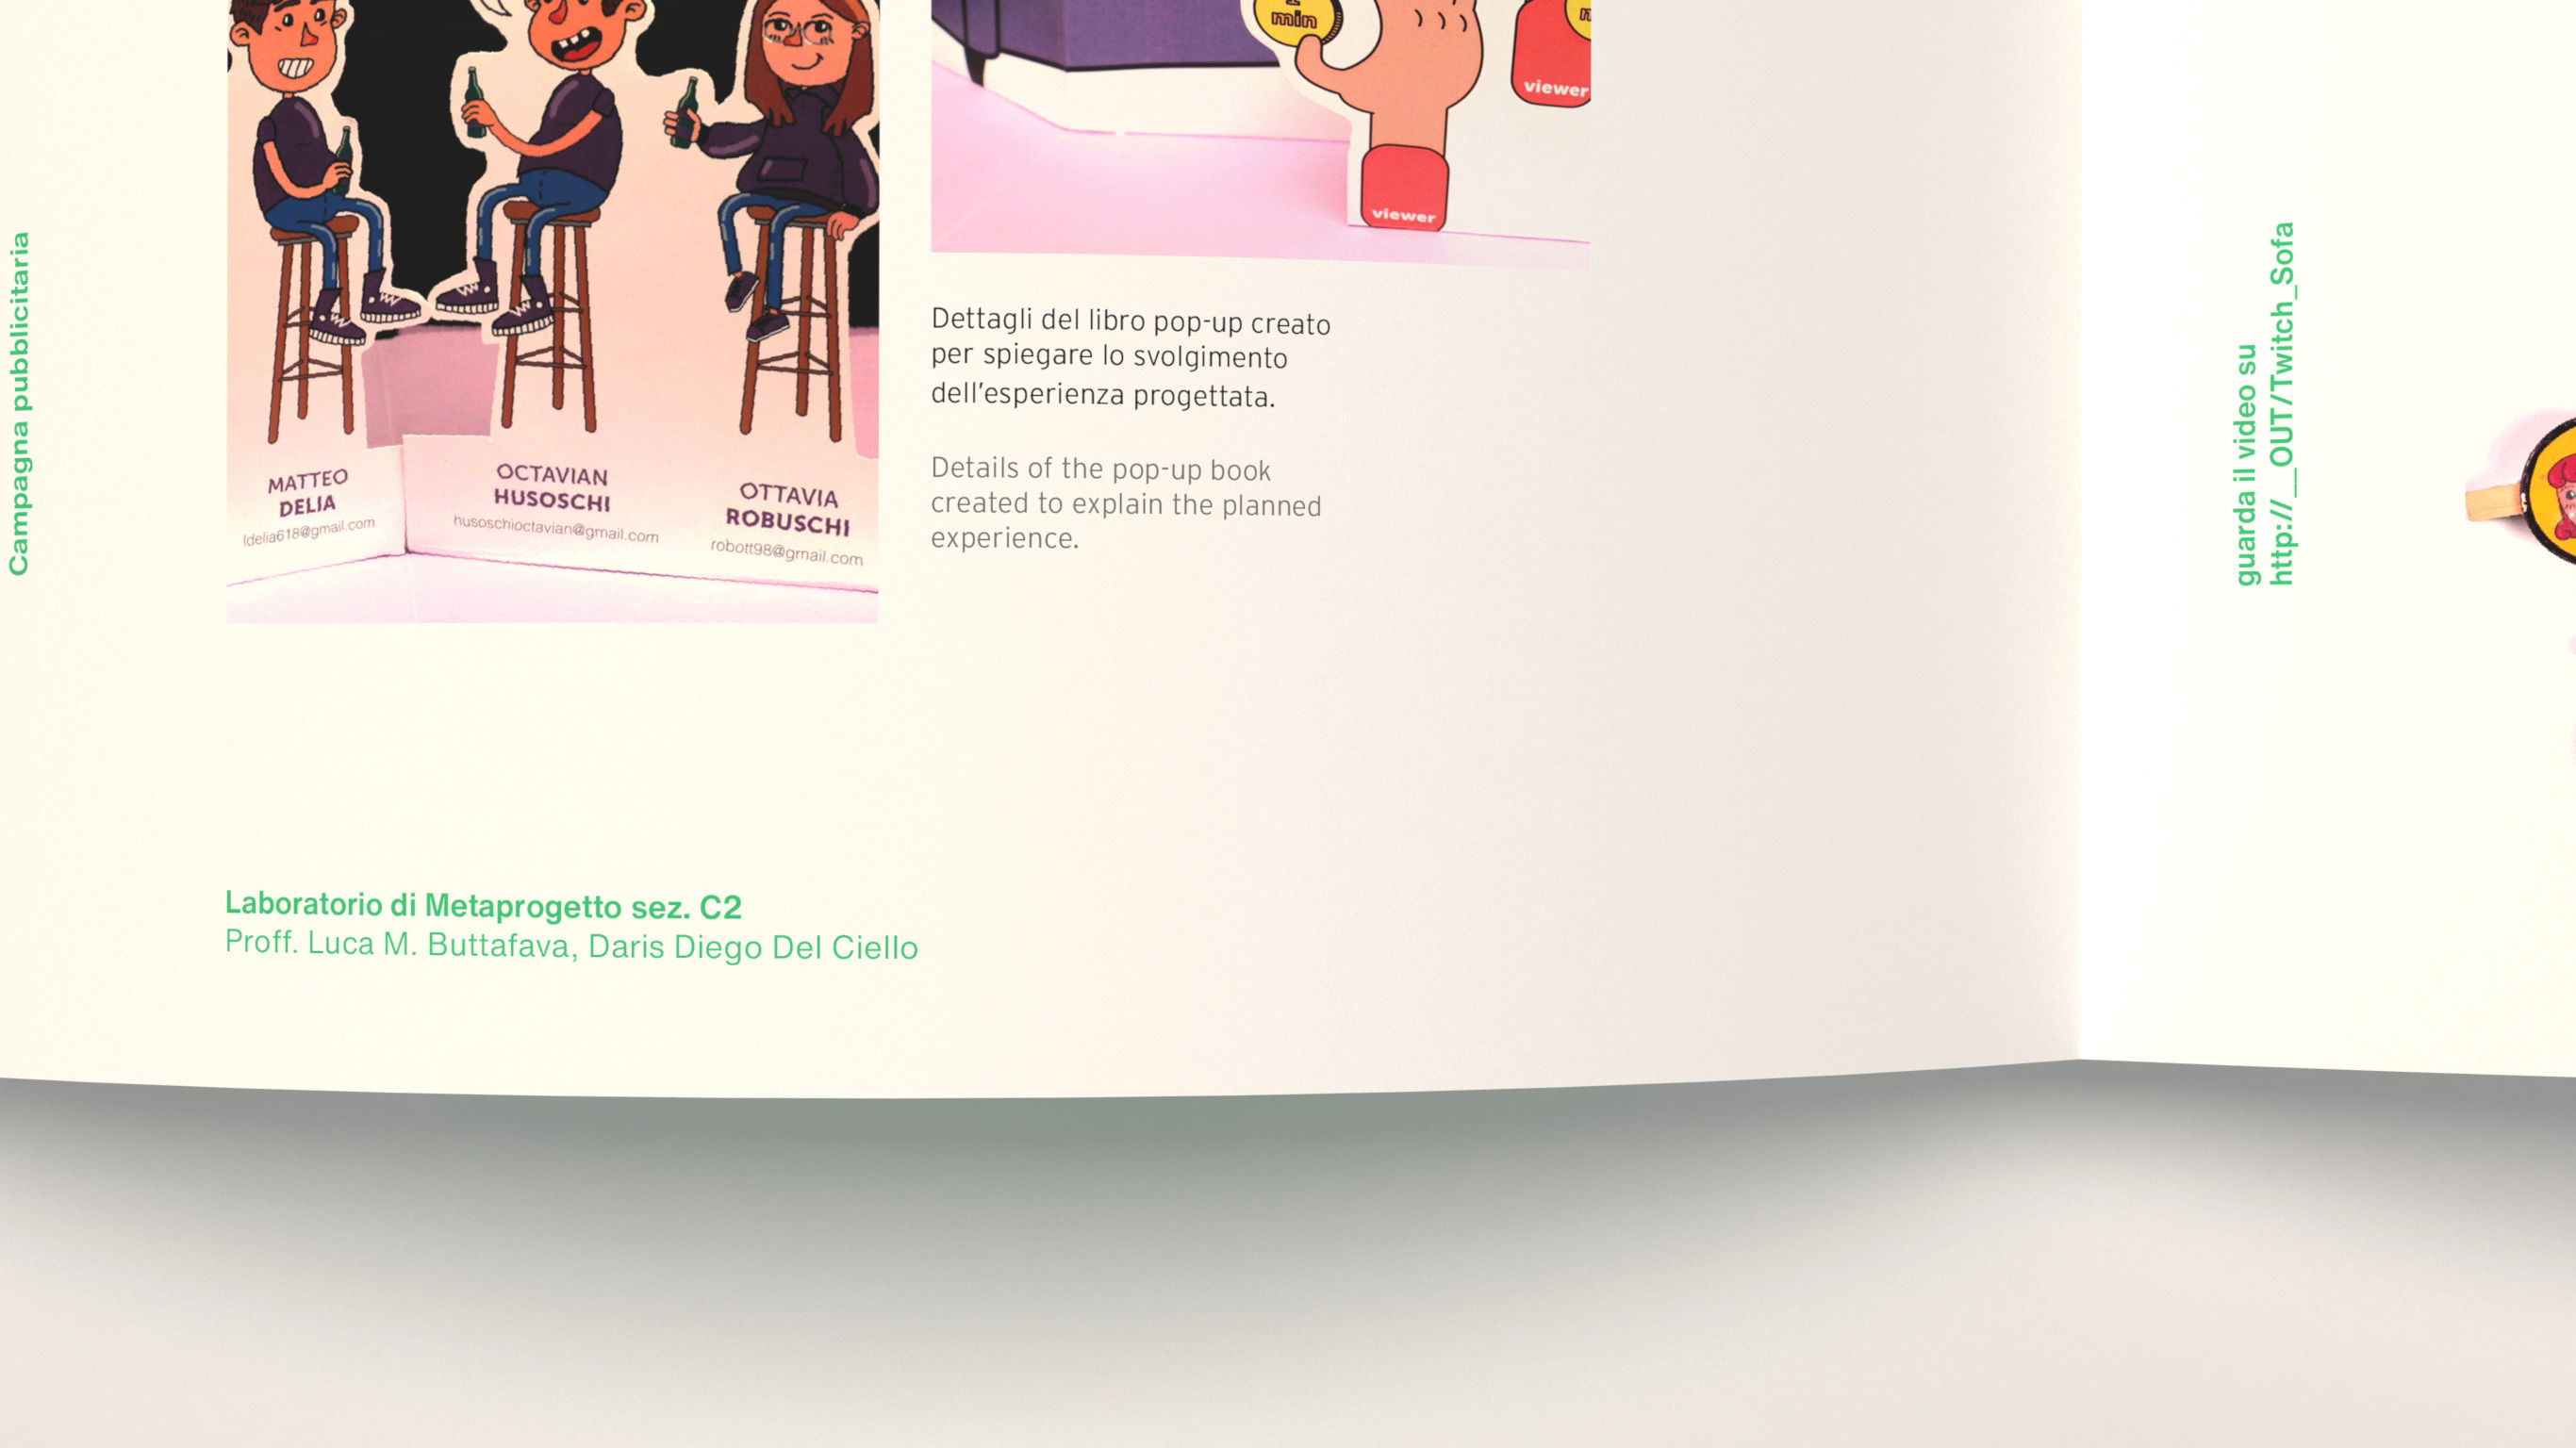 Campagna pubblicitaria
MATTEO
DELIA
ldelia618@gmail.com
OCTAVIAN
HUSOSCHI
husoschioctavian@gmail.com
OTTAVIA
ROBUSCHI
robott98@gmail.com
min
viewer
viewer
Dettagli del libro pop-up creato
per spiegare lo svolgimento
dell'esperienza progettata.
Details of the pop-up book
created to explain the planned
experience.
Laboratorio di Metaprogetto sez. C2
Proff. Luca M. Buttafava, Daris Diego Del Ciello
guarda il video su
http://__OUT/Twitch_Sofa